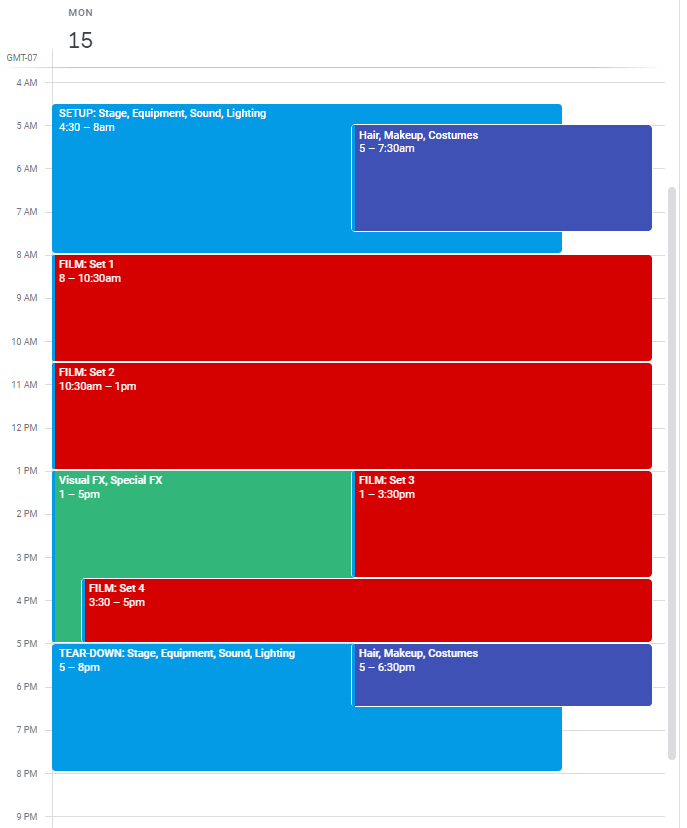 MON
15
GMT-07
4 AM
SETUP: Stage, Equipment, Sound, Lighting
4:30 – 8am
5 AM
Hair, Makeup, Costumes
5 – 7:30am
6 AM
7 AM
8 AM
FILM: Set 1
8 – 10:30am
9 AM
10 AM
FILM: Set 2
10:30am – 1pm
11 AM
12 PM
1 PM
Visual FX, Special FX
1 – 5pm
FILM: Set 3
1 – 3:30pm
2 PM
3 PM
FILM: Set 4
3:30 – 5pm
4 PM
5 PM
TEAR-DOWN: Stage, Equipment, Sound, Lighting
5 – 8pm
Hair, Makeup, Costumes
5 – 6:30pm
6 PM
7 PM
8 PM
9 PM